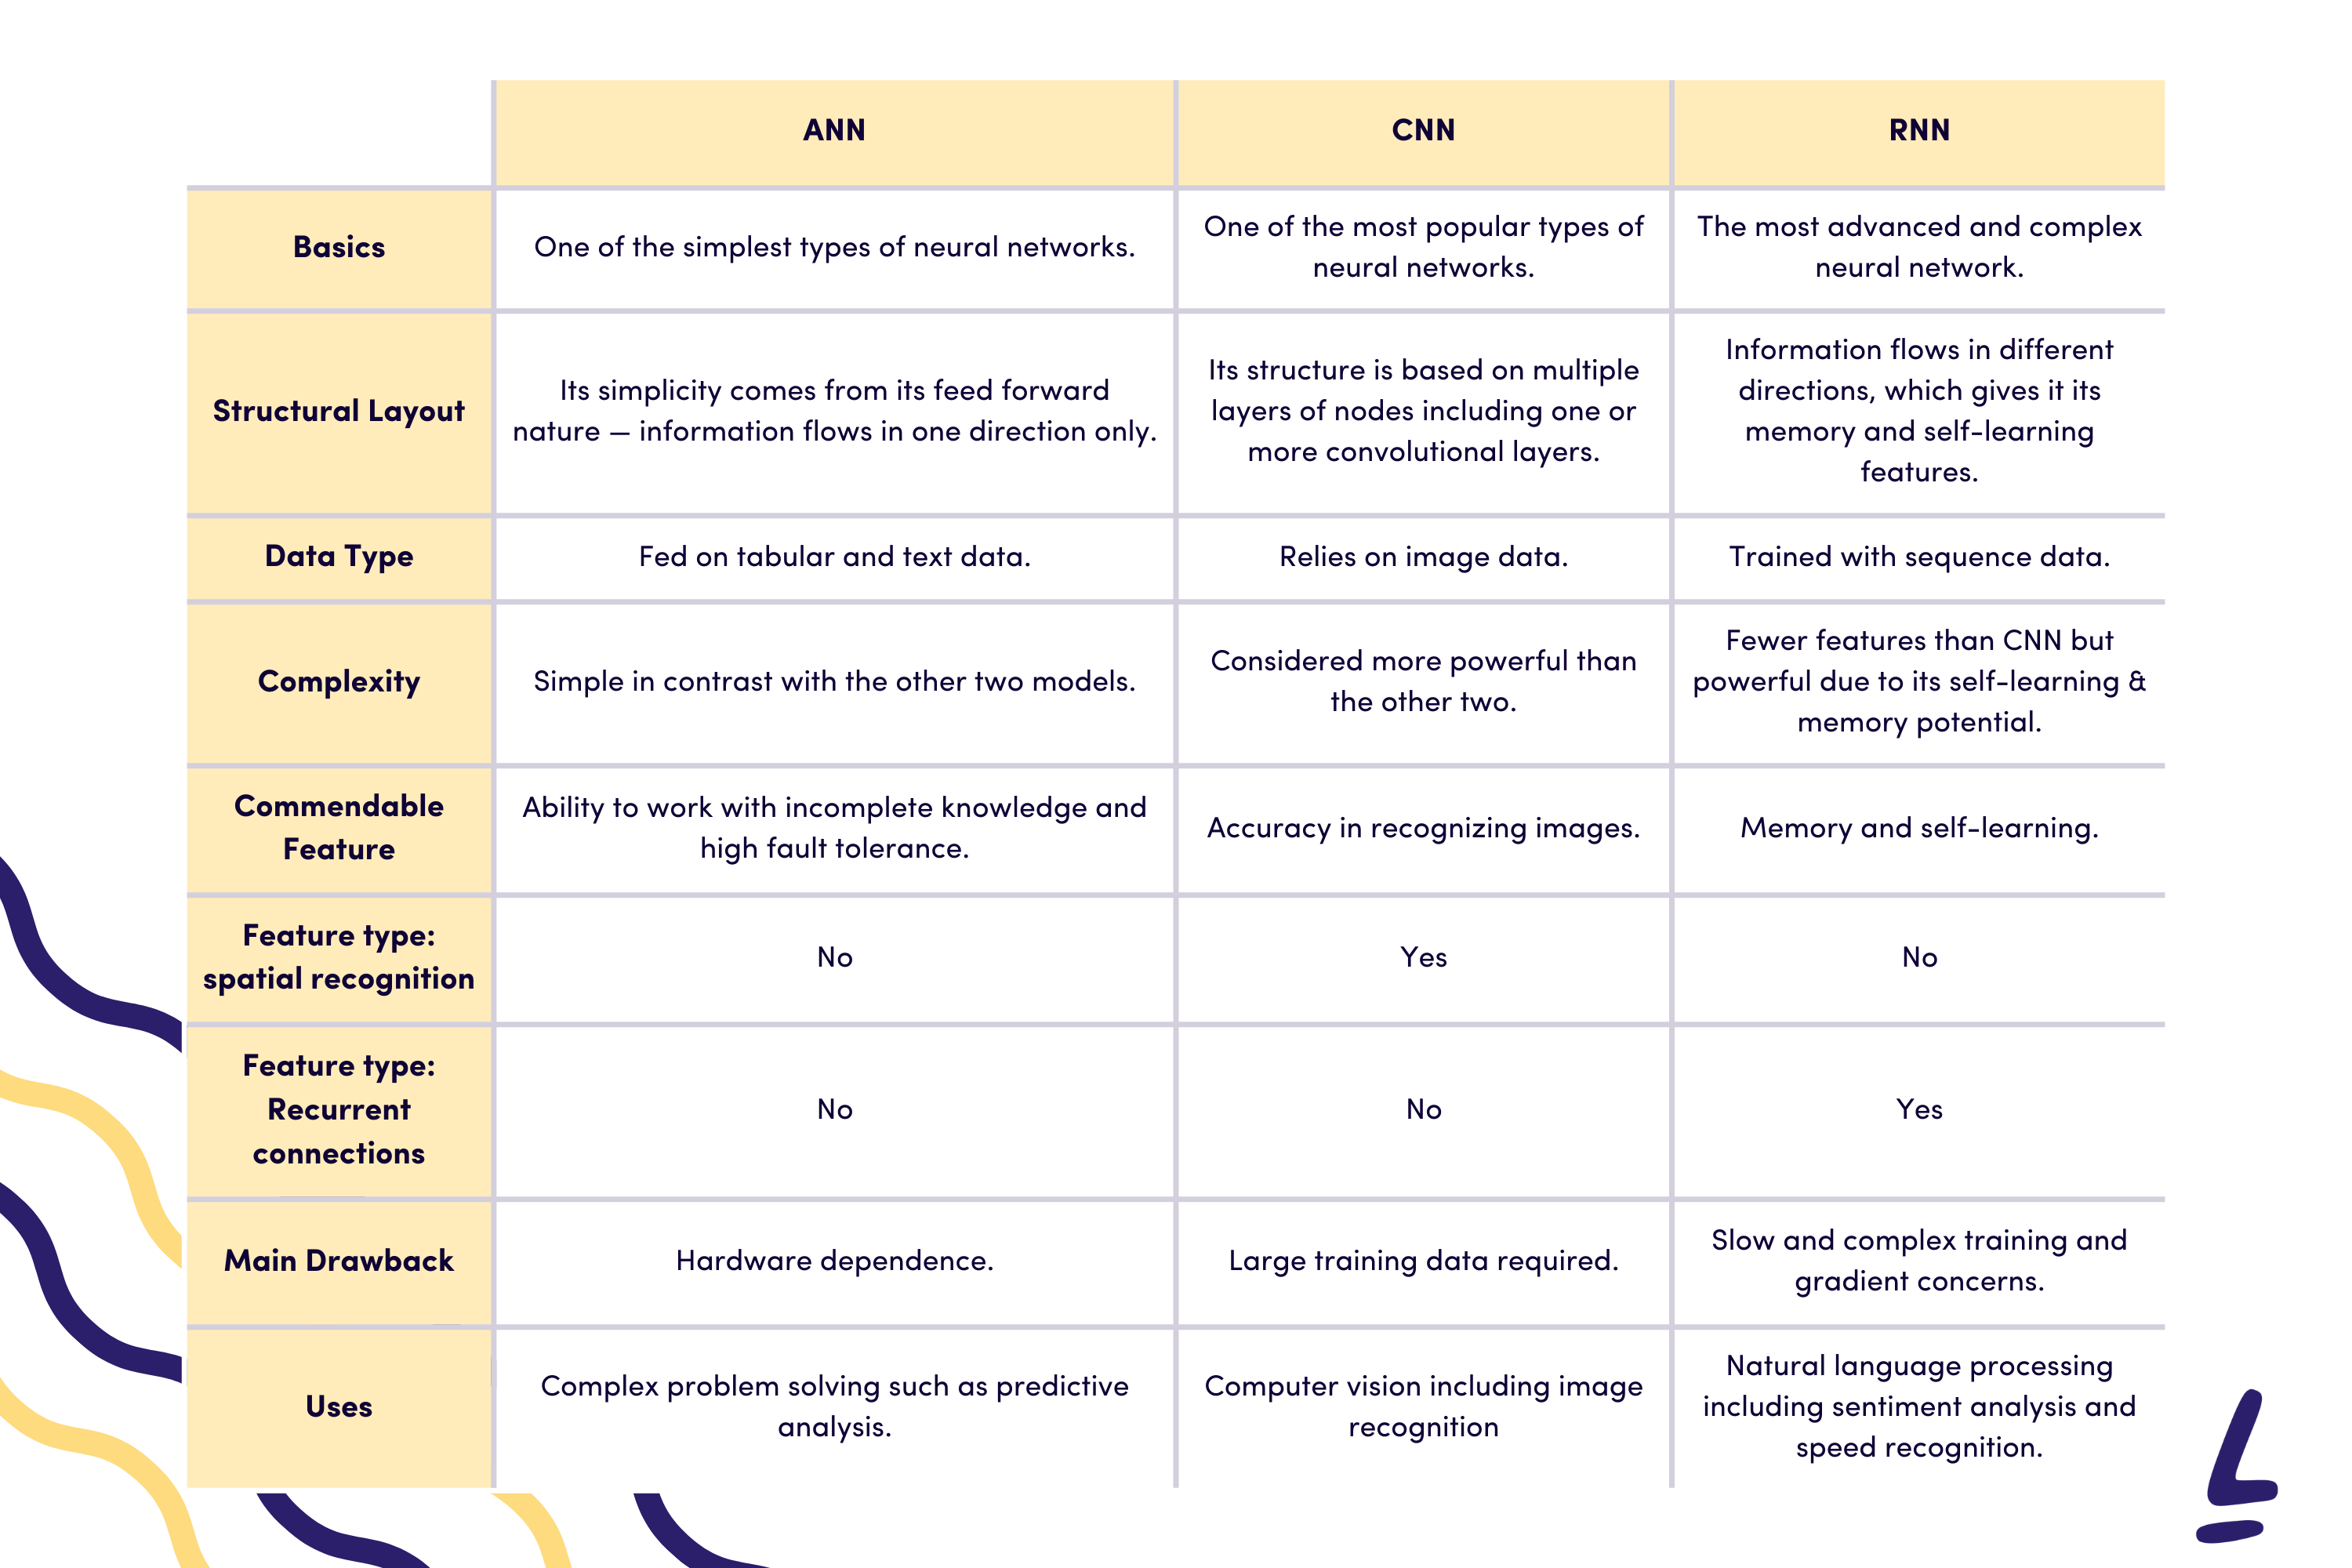 ANN
CNN
RNN
Basics
One of the simplest types of neural networks.
One of the most popular types of
neural networks.
The most advanced and complex
neural network.
Structural Layout
Its simplicity comes from its feed forward
nature — information flows in one direction only.
Its structure is based on multiple
layers of nodes including one or
more convolutional layers.
Information flows in different
directions, which gives it its
memory and self-learning
features.
Data Type
Fed on tabular and text data.
Relies on image data.
Trained with sequence data.
Complexity
Simple in contrast with the other two models.
Considered more powerful than
the other two.
Fewer features than CNN but
powerful due to its self-learning &
memory potential.
Commendable
Feature
Ability to work with incomplete knowledge and
high fault tolerance.
Accuracy in recognizing images.
Memory and self-learning.
Feature type:
spatial recognition
No
Yes
No
Feature type:
Recurrent
connections
No
No
Yes
Main Drawback
Hardware dependence.
Large training data required.
Slow and complex training and
gradient concerns.
Uses
Complex problem solving such as predictive
analysis.
Computer vision including image
recognition
Natural language processing
including sentiment analysis and
speed recognition.
L